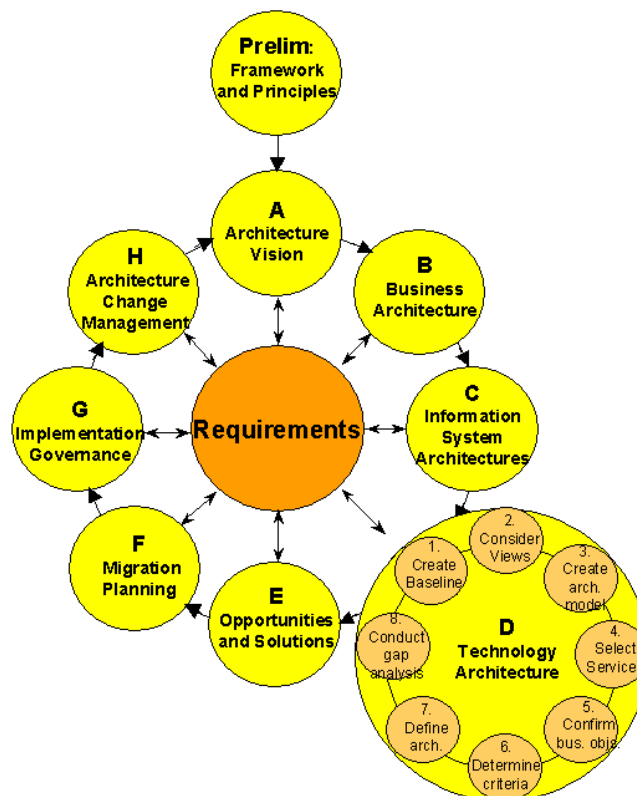 Prelim:
Framework
and Principles
A
Architecture
Vision
B
Business
Architecture
C
Information
System
Architectures
D
Technology
Architecture
1.
Create
Baseline
2.
Consider
Views
3.
Create
arch.
model
4.
Select
Service
5.
Confirm
bus. objs.
6.
Determine
criteria
7.
Define
arch.
8.
Conduct
gap
analysis
E
Opportunities
and Solutions
F
Migration
Planning
G
Implementation
Governance
H
Architecture
Change
Management
Requirements